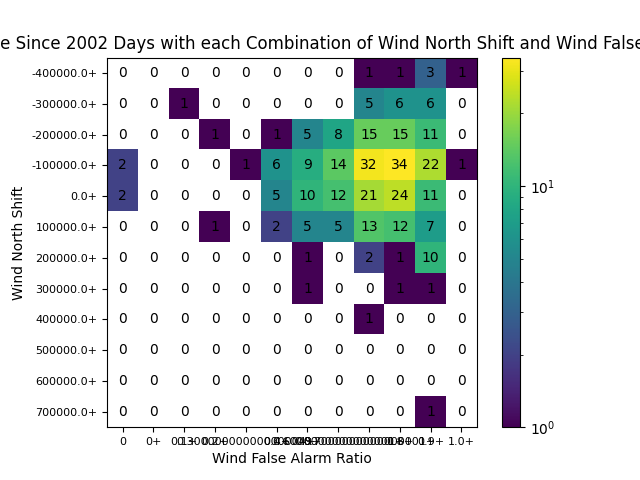 e Since 2002 Days with each Combination of Wind North Shift and Wind False
-400000.0+ 0 0 0 0 0 0 0 0 1 1 3 1
-300000.0+ 0 0 1 0 0 0 0 0 5 6 6 0
-200000.0+ 0 0 0 1 0 1 5 8 15 15 11 0
-100000.0+ 2 0 0 0 1 6 9 14 32 34 22 1
0.0+ 2 0 0 0 0 5 10 12 21 24 11 0
100000.0+ 0 0 0 1 0 2 5 5 13 12 7 0
200000.0+ 0 0 0 0 0 0 1 0 2 1 10 0
300000.0+ 0 0 0 0 0 0 1 0 0 1 1 0
400000.0+ 0 0 0 0 0 0 0 0 1 0 0 0
500000.0+ 0 0 0 0 0 0 0 0 0 0 0 0
600000.0+ 0 0 0 0 0 0 0 0 0 0 0 0
700000.0+ 0 0 0 0 0 0 0 0 0 0 1 0
0 0+ 1.0+
Wind False Alarm Ratio
Wind North Shift
10¹
10⁰